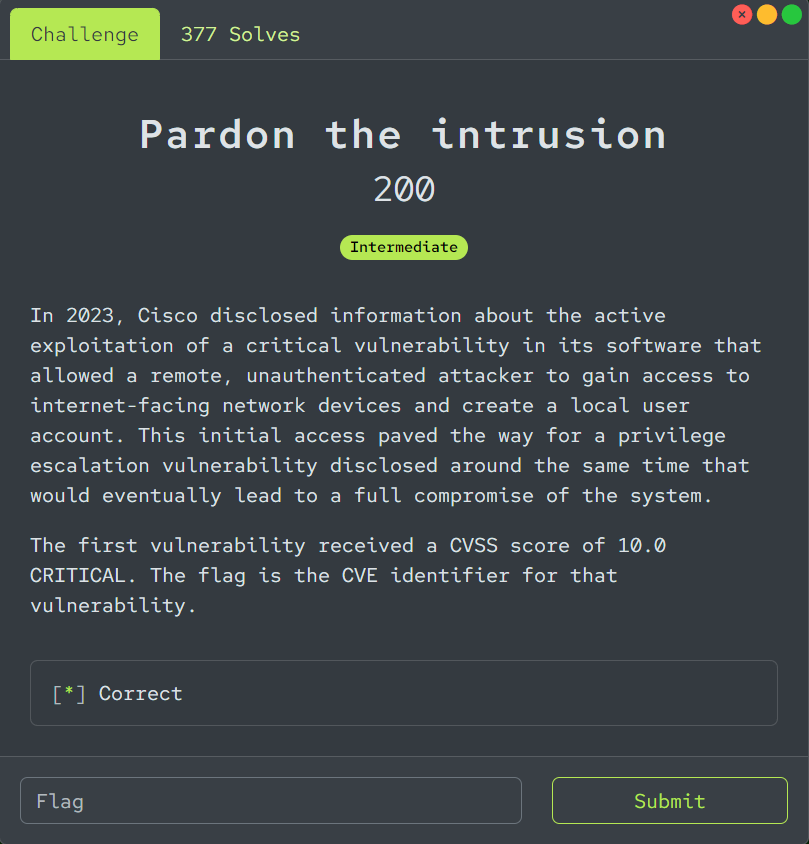 Challenge
377 Solves
Pardon the intrusion
200
Intermediate
In 2023, Cisco disclosed information about the active
exploitation of a critical vulnerability in its software that
allowed a remote, unauthenticated attacker to gain access to
internet-facing network devices and create a local user
account. This initial access paved the way for a privilege
escalation vulnerability disclosed around the same time that
would eventually lead to a full compromise of the system.
The first vulnerability received a CVSS score of 10.0
CRITICAL. The flag is the CVE identifier for that
vulnerability.
[*] Correct
Flag
Submit